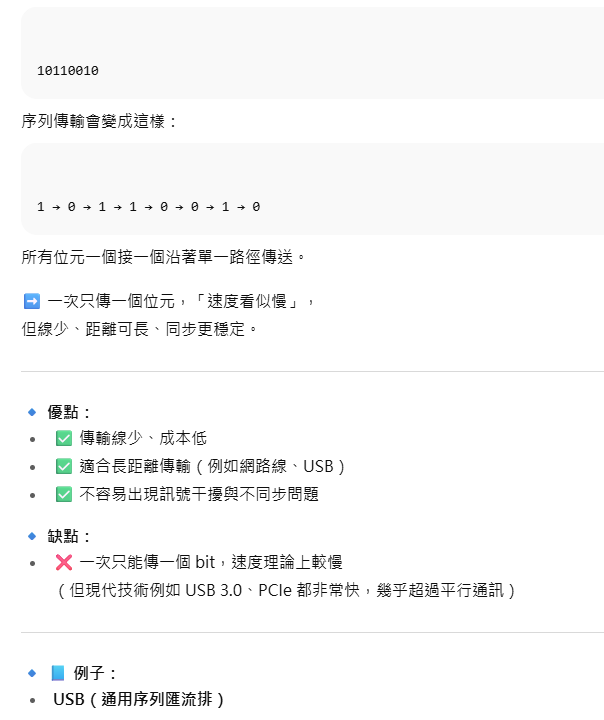 10110010
序列傳輸會變成這樣：
1 → 0 → 1 → 1 → 0 → 0 → 1 → 0
所有位元一個接一個沿著單一路徑傳送。
➡️ 一次只傳一個位元，「速度看似慢」，
但線少、距離可長、同步更穩定。
🔹 優點：
• ✅ 傳輸線少、成本低
• ✅ 適合長距離傳輸（例如網路線、USB）
• ✅ 不容易出現訊號干擾與不同步問題
🔹 缺點：
• ❌ 一次只能傳一個 bit，速度理論上較慢
（但現代技術例如 USB 3.0、PCIe 都非常快，幾乎超過平行通訊）
🔹 📘 例子：
• USB（通用序列匯流排）